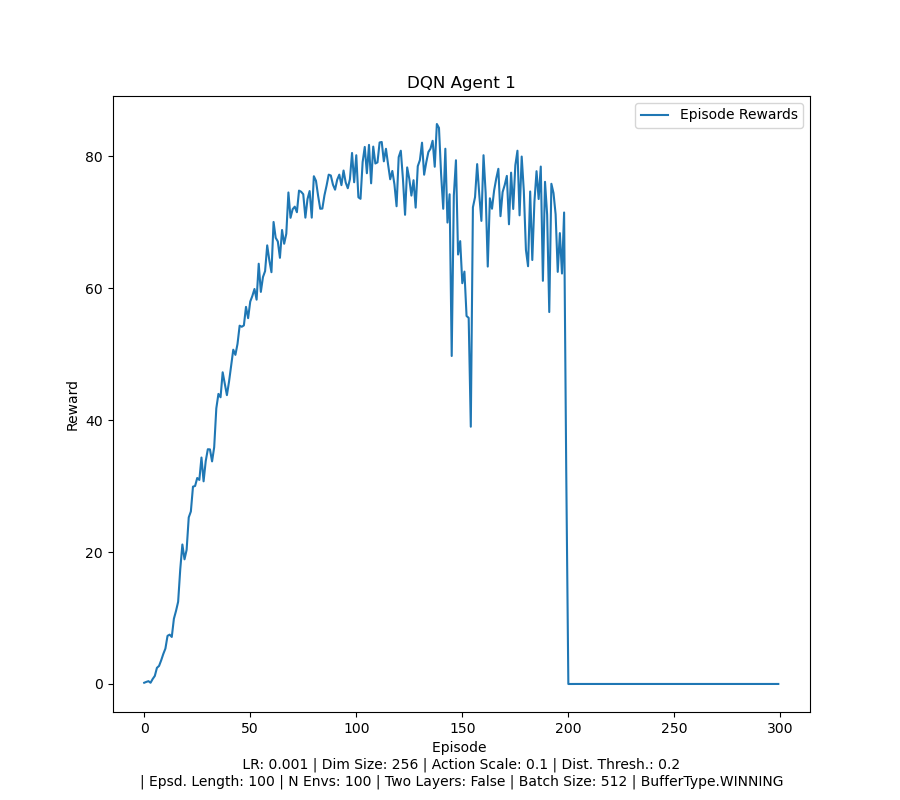 DQN Agent 1
Episode Rewards
80
60
40
20
0
Reward
0 50 100 150 200 250 300
Episode
LR: 0.001 | Dim Size: 256 | Action Scale: 0.1 | Dist. Thresh.: 0.2
| Epsd. Length: 100 | N Envs: 100 | Two Layers: False | Batch Size: 512 | BufferType.WINNING